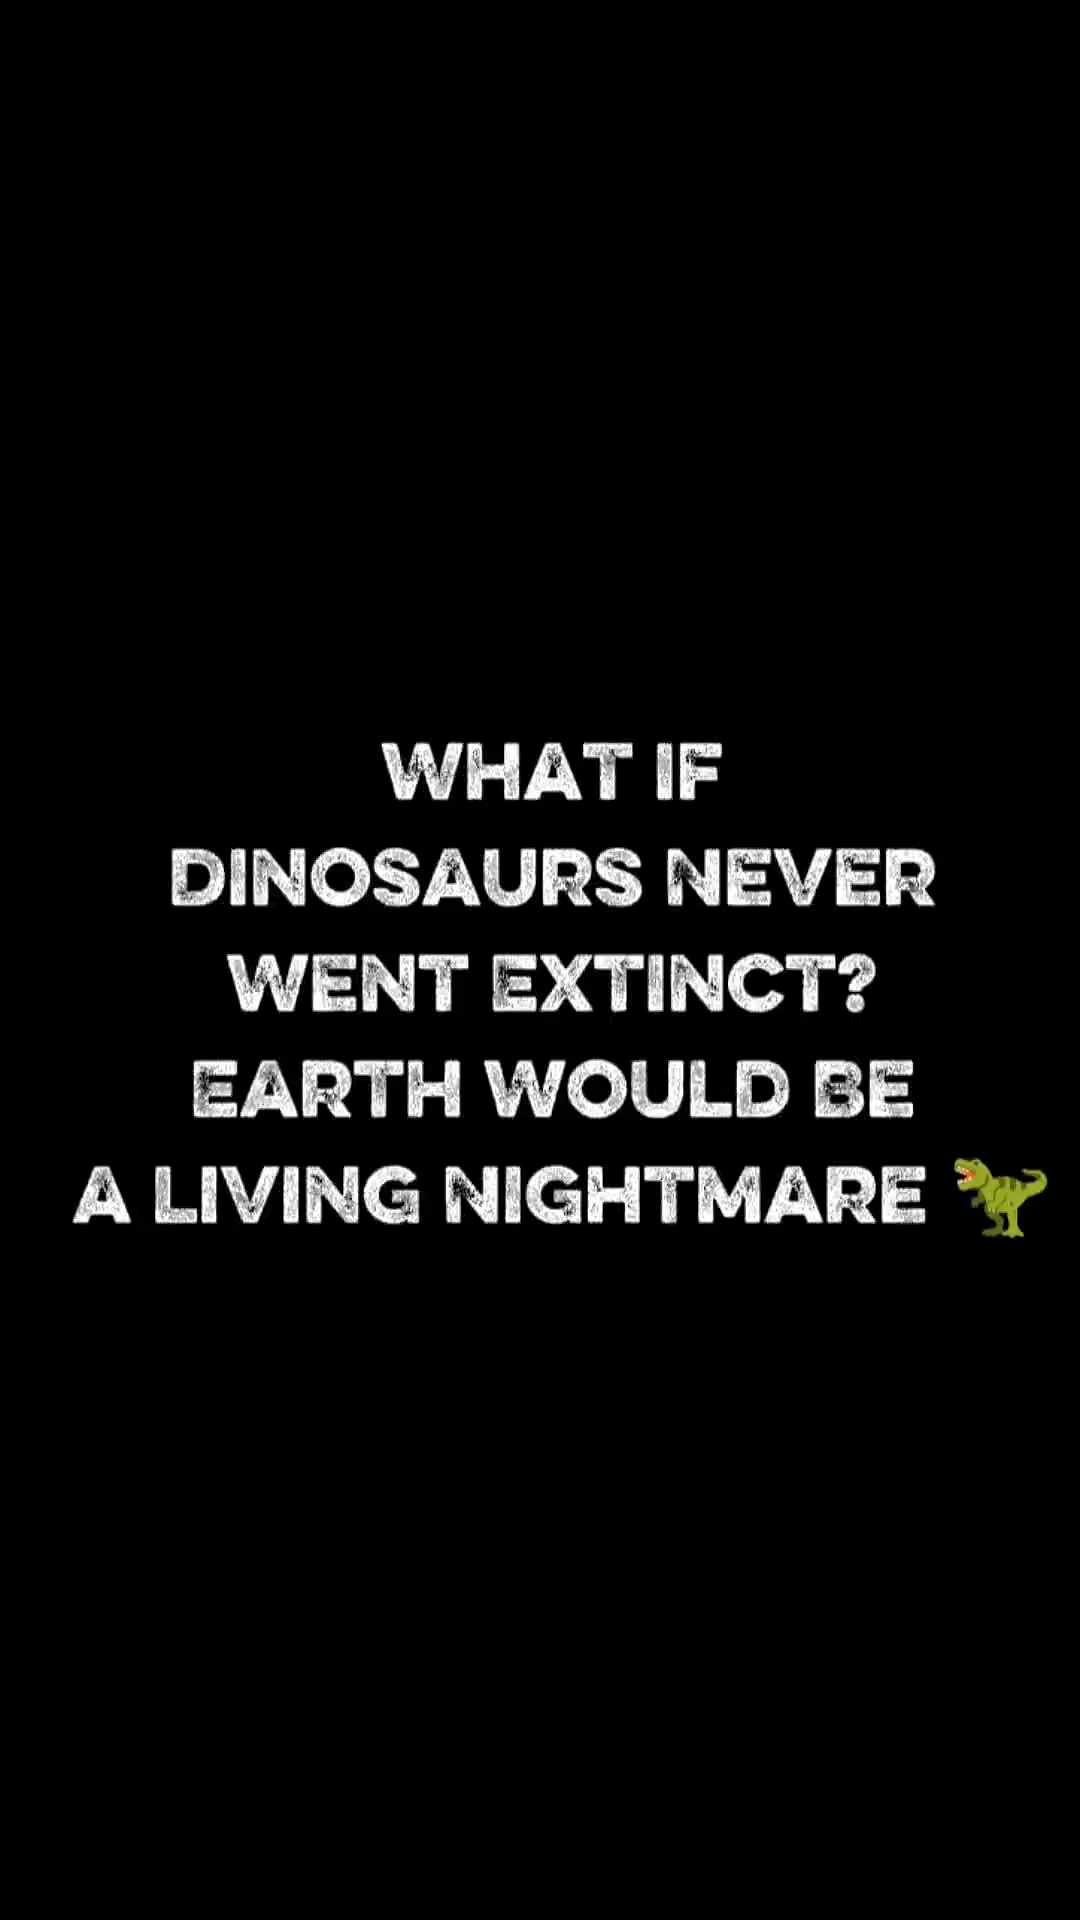 WHAT IF
DINOSAURS NEVER
WENT EXTINCT?
EARTH WOULD BE
A LIVING NIGHTMARE 🦖